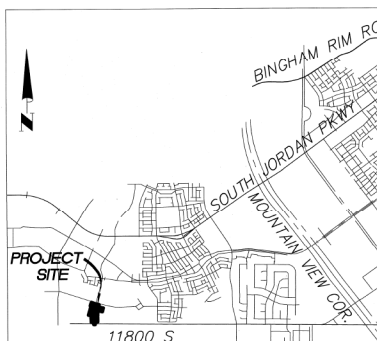 BINGHAM RIM RO
N
SOUTH JORDAN PKWY
MOUNTAIN VIEW COR.
PROJECT
SITE
11800 S